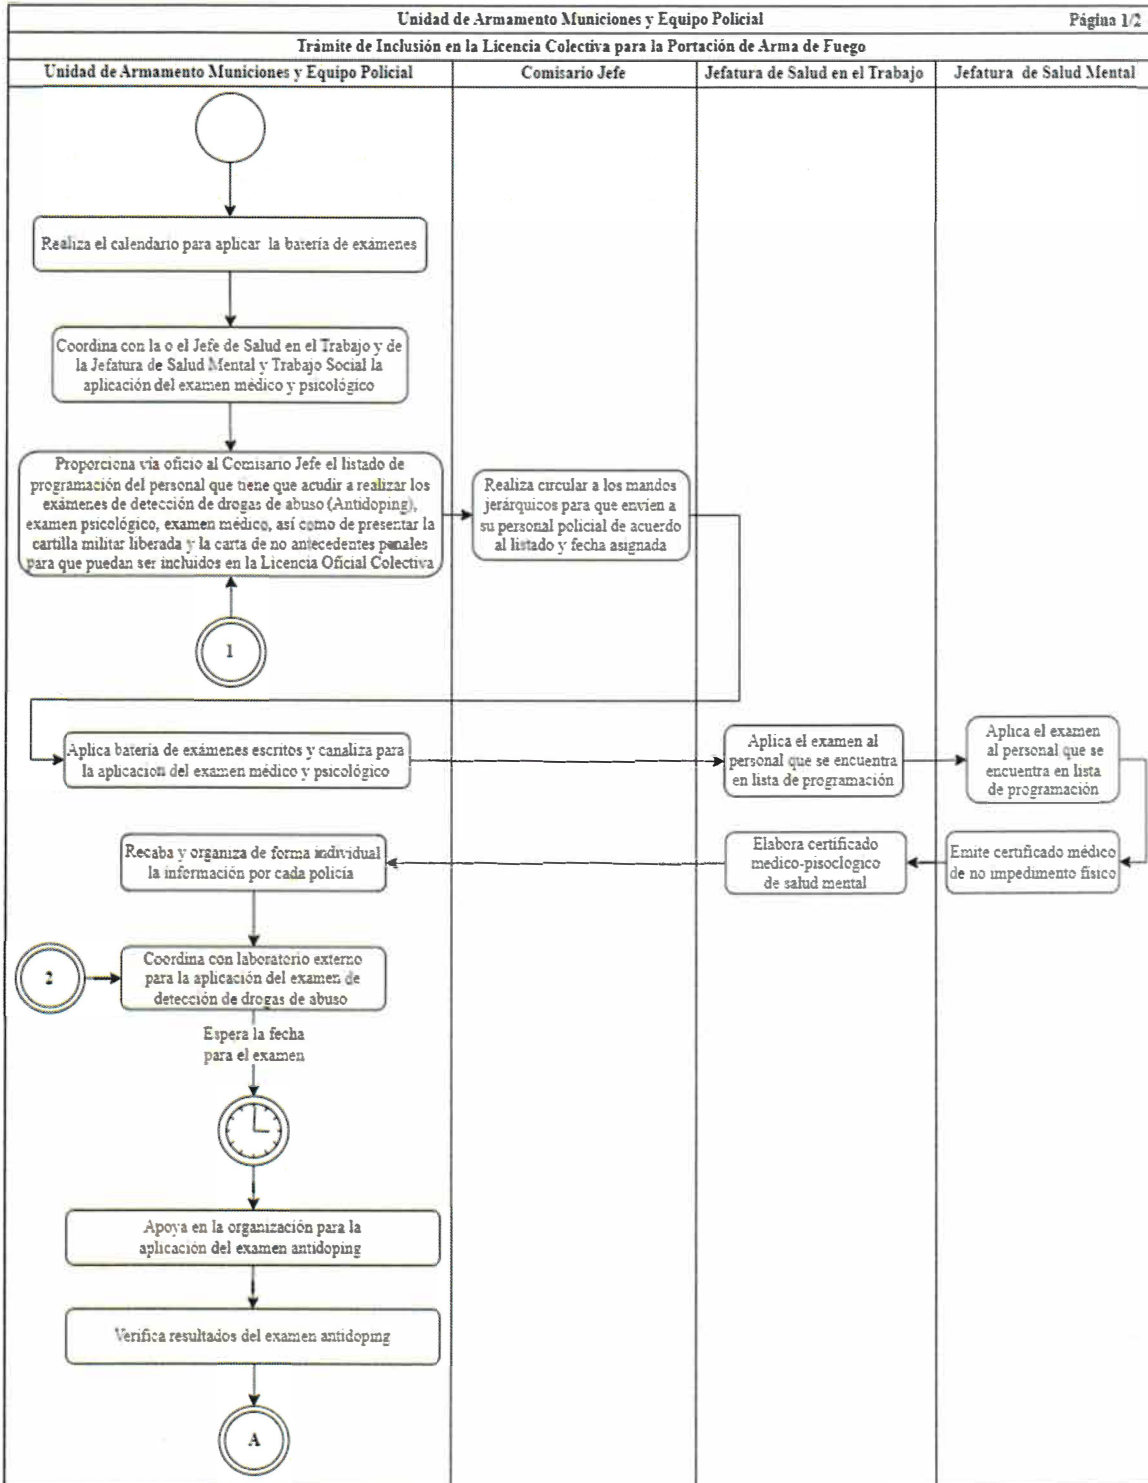 Unidad de Armamento Municiones y Equipo Policial
Página 1/2
Trámite de Inclusión en la Licencia Colectiva para la Portación de Arma de Fuego
Unidad de Armamento Municiones y Equipo Policial
Comisario Jefe
Jefatura de Salud en el Trabajo
Jefatura de Salud Mental
Realiza el calendario para aplicar la batería de exámenes
Coordina con la o el Jefe de Salud en el Trabajo y de
la Jefatura de Salud Mental y Trabajo Social la
aplicación del examen médico y psicológico
Proporciona vía oficio al Comisario Jefe el listado de
programación del personal que tiene que acudir a realizar los
exámenes de detección de drogas de abuso (Antidoping),
examen psicológico, examen médico, así como de presentar la
cartilla militar liberada y la carta de no antecedentes penales
para que puedan ser incluidos en la Licencia Oficial Colectiva
Realiza circular a los mandos
jerárquicos para que envíen a
su personal policial de acuerdo
al listado y fecha asignada
1
Aplica batería de exámenes escritos y canaliza para
la aplicacion del examen médico y psicológico
Aplica el examen al
personal que se encuentra
en lista de programación
Aplica el examen
al personal que se
encuentra en lista
de programación
Recaba y organiza de forma individual
la información por cada policía
Elabora certificado
medico-pisoclogico
de salud mental
Emite certificado médico
de no impedimento físico
2
Coordina con laboratorio externo
para la aplicación del examen de
detección de drogas de abuso
Espera la fecha
para el examen
Apoya en la organización para la
aplicación del examen antidoping
Verifica resultados del examen antidoping
A